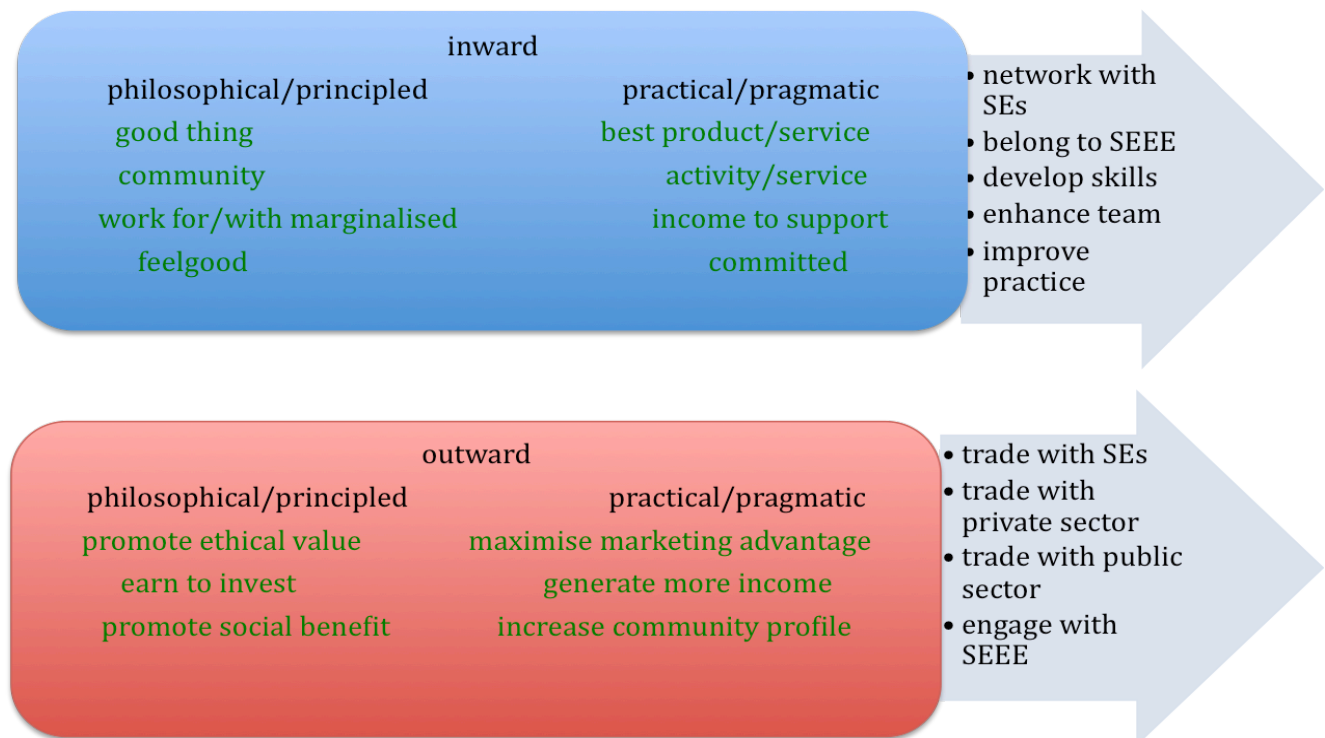 inward
philosophical/principled practical/pragmatic
good thing best product/service
community activity/service
work for/with marginalised income to support
feelgood committed
• network with
SEs
• belong to SEEE
• develop skills
• enhance team
• improve
practice
outward
philosophical/principled practical/pragmatic
promote ethical value maximise marketing advantage
earn to invest generate more income
promote social benefit increase community profile
• trade with SEs
• trade with
private sector
• trade with public
sector
• engage with
SEEE